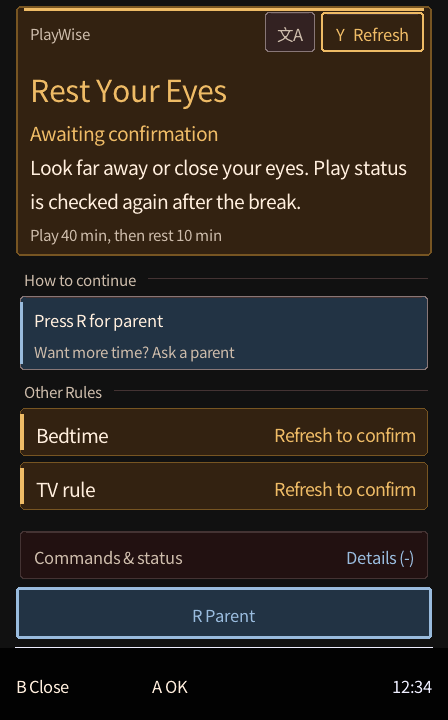 PlayWise
文A
Y Refresh
Rest Your Eyes
Awaiting confirmation
Look far away or close your eyes. Play status
is checked again after the break.
Play 40 min, then rest 10 min
How to continue
Press R for parent
Want more time? Ask a parent
Other Rules
Bedtime
Refresh to confirm
TV rule
Refresh to confirm
Commands & status
Details (-)
R Parent
B Close
A OK
12:34